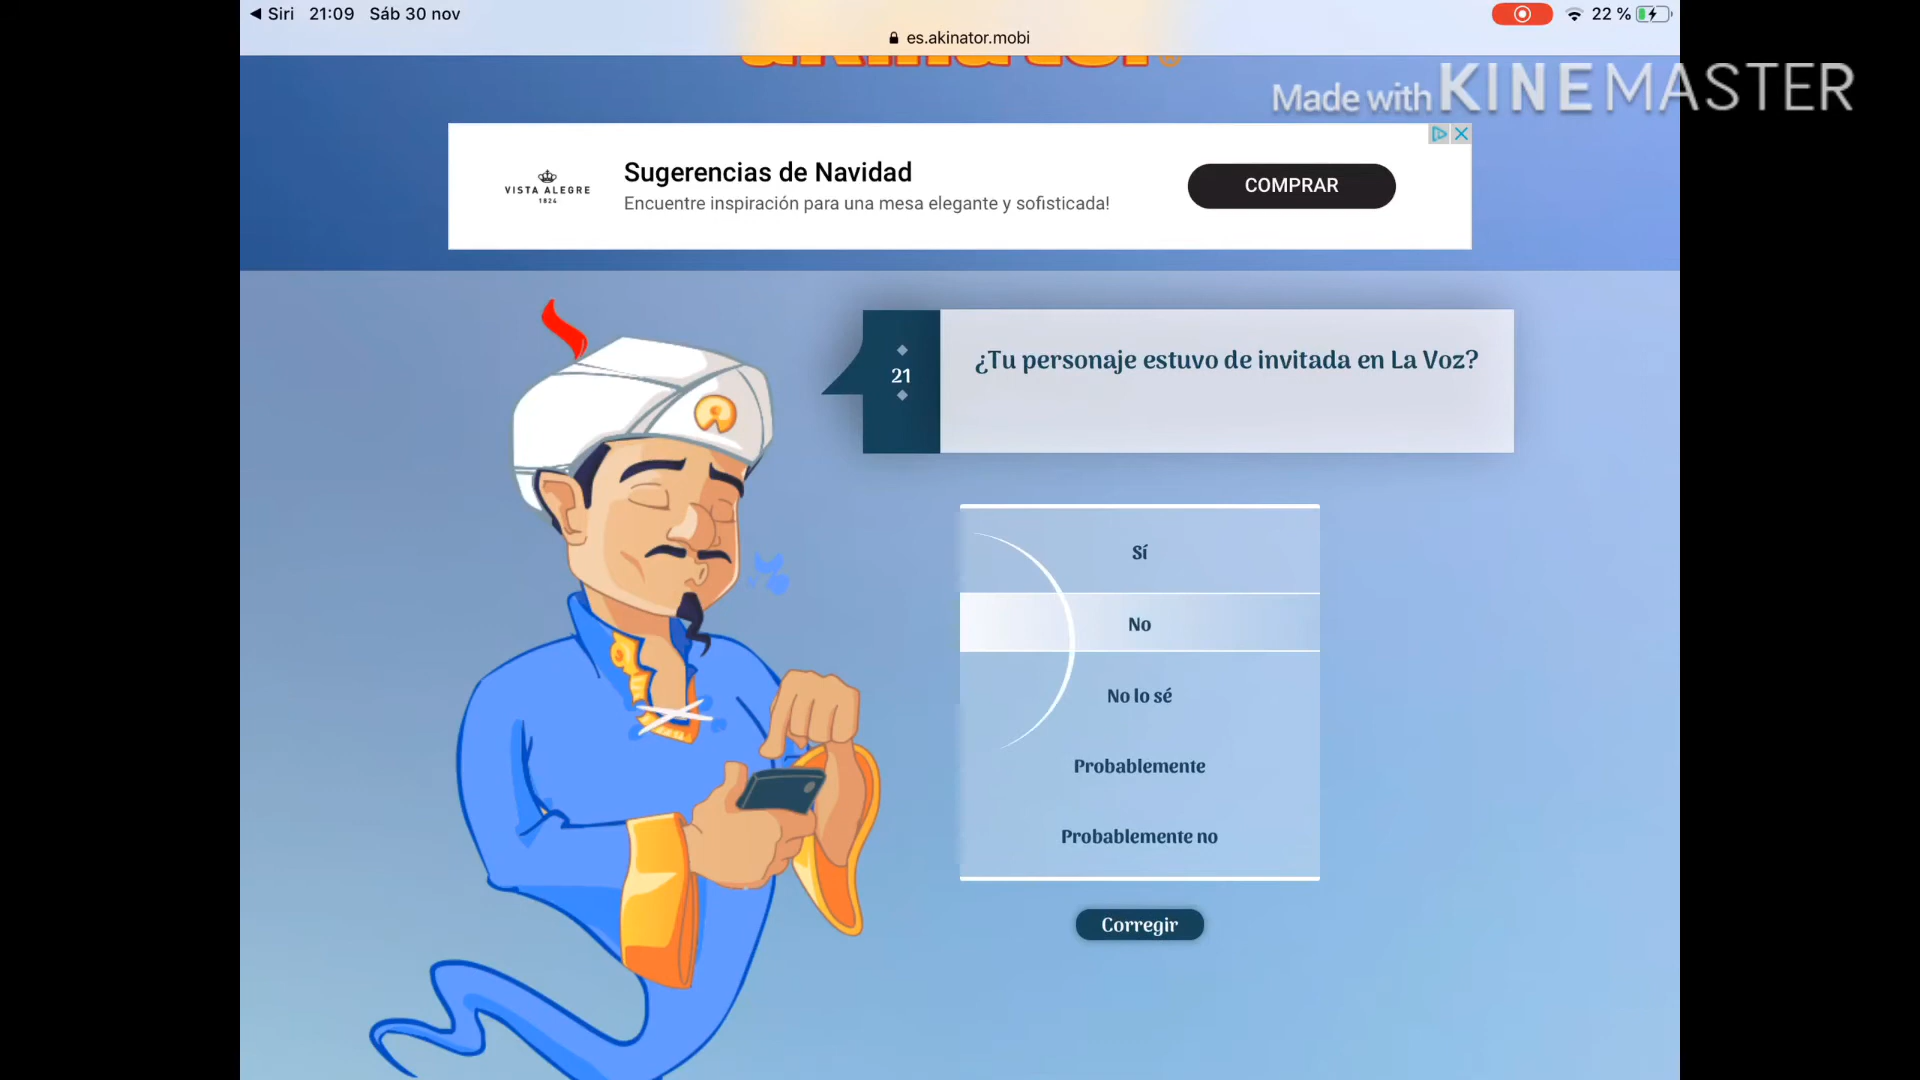 ◀ Siri 21:09 Sáb 30 nov
22 %
es.akinator.mobi
akinator®
Made with KINEMASTER
Sugerencias de Navidad
VISTA ALEGRE
1824
Encuentre inspiración para una mesa elegante y sofisticada!
COMPRAR
21
¿Tu personaje estuvo de invitada en La Voz?
Sí
No
No lo sé
Probablemente
Probablemente no
Corregir